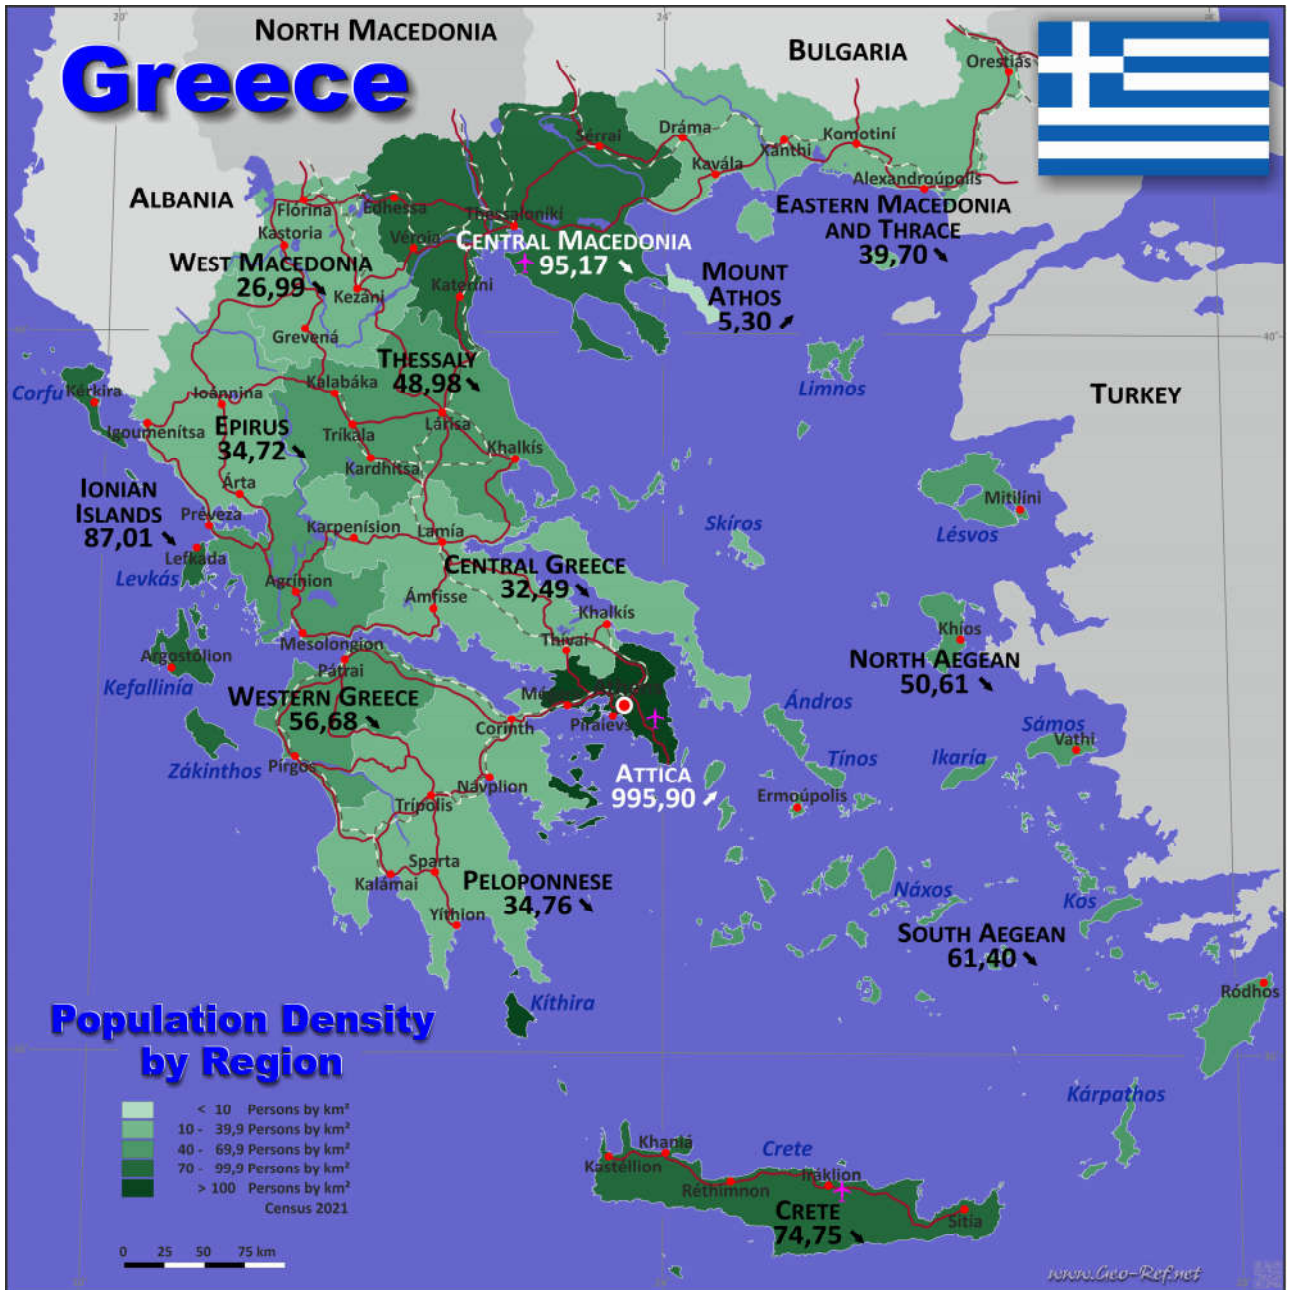 20°
24°
NORTH MACEDONIA
BULGARIA
Greece
Orestiás
Sérrai
Dráma
Xánthi
Komotiní
Kavála
Alexandroúpolis
ALBANIA
Flórina
Edhessa
Thessaloníki
EASTERN MACEDONIA
AND THRACE
39,70
Kastoria
Véroia
CENTRAL MACEDONIA
95,17
WEST MACEDONIA
26,99
Kezáni
Kateríni
MOUNT
ATHOS
5,30
Grevená
40°
THESSALY
48,98
Limnos
TURKEY
Corfu
Kérkira
Ioánnina
Kalabáka
Igoumenítsa
EPIRUS
34,72
Tríkala
Lárisa
Kardhítsa
Khalkís
Árta
IONIAN
ISLANDS
87,01
Préveza
Karpenísion
Lamía
Skíros
Mitilíni
Lésvos
Lefkáda
Levkás
Agrínion
CENTRAL GREECE
32,49
Ámfisse
Khalkís
Khíos
Mesolongion
Thívai
Argostólion
Pátrai
NORTH AEGEAN
50,61
Kefallinía
WESTERN GREECE
56,68
Corinth
Piraievs
Ándros
Sámos
Vathi
Zákinthos
Pírgos
Tínos
Ikaría
ATTICA
995,90
Návplion
Trípolis
Ermoúpolis
Sparta
Kalámai
PELOPONNESE
34,76
Náxos
Kos
Yíthion
SOUTH AEGEAN
61,40
Ródhos
Kíthira
Population Density
by Region
Kárpathos
< 10 Persons by km²
10 - 39,9 Persons by km²
40 - 69,9 Persons by km²
70 - 99,9 Persons by km²
> 100 Persons by km²
Census 2021
Khaniá
Crete
Kastéllion
Iráklion
Réthimnon
CRETE
74,75
Sitía
0 25 50 75 km
www.Geo-Ref.net